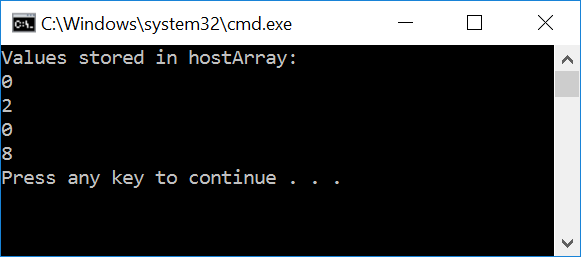 C:\Windows\system32\cmd.exe
Values stored in hostArray:
0
2
0
8
Press any key to continue . . .